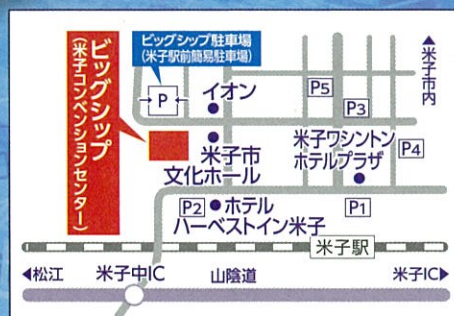 ビッグシップ
(米子コンベンションセンター)
ビッグシップ駐車場
(米子駅前簡易駐車場)
P
イオン
P5
P3
▲米子市内
米子市
文化ホール
米子ワシントン
ホテルプラザ
P4
P2
ホテル
ハーベストイン米子
P1
米子駅
◀松江
米子中IC
山陰道
米子IC▶